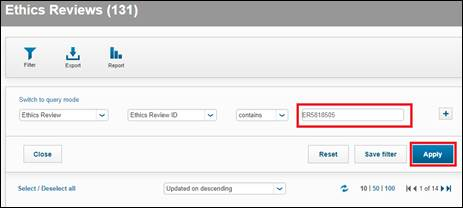 Ethics Reviews (131)
Filter Export Report
Switch to query mode
Ethics Review Ethics Review ID contains ER5818505 +
Close Reset Save filter Apply
Select / Deselect all Updated on descending 10 | 50 | 100 1 of 14